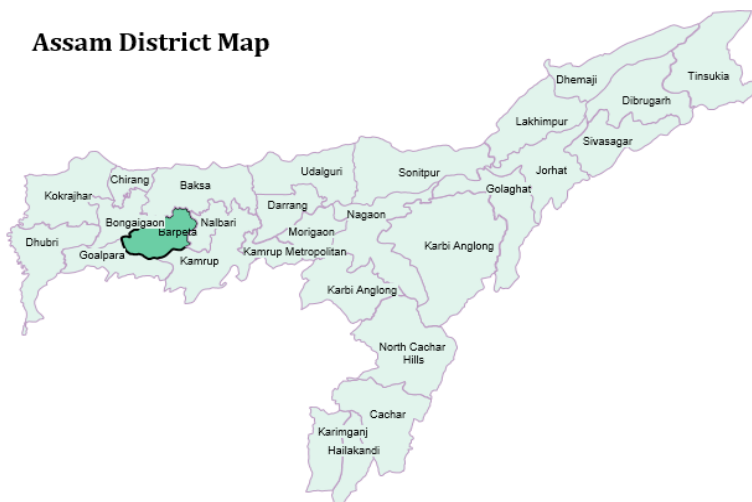 Assam District Map
Tinsukia
Dhemaji
Dibrugarh
Lakhimpur
Sivasagar
Jorhat
Golaghat
Sonitpur
Udalguri
Chirang
Baksa
Kokrajhar
Darrang
Nagaon
Bongaigaon
Nalbari
Barpeta
Morigaon
Dhubri
Karbi Anglong
Goalpara
Kamrup
Kamrup Metropolitan
Karbi Anglong
North Cachar
Hills
Cachar
Karimganj
Hailakandi